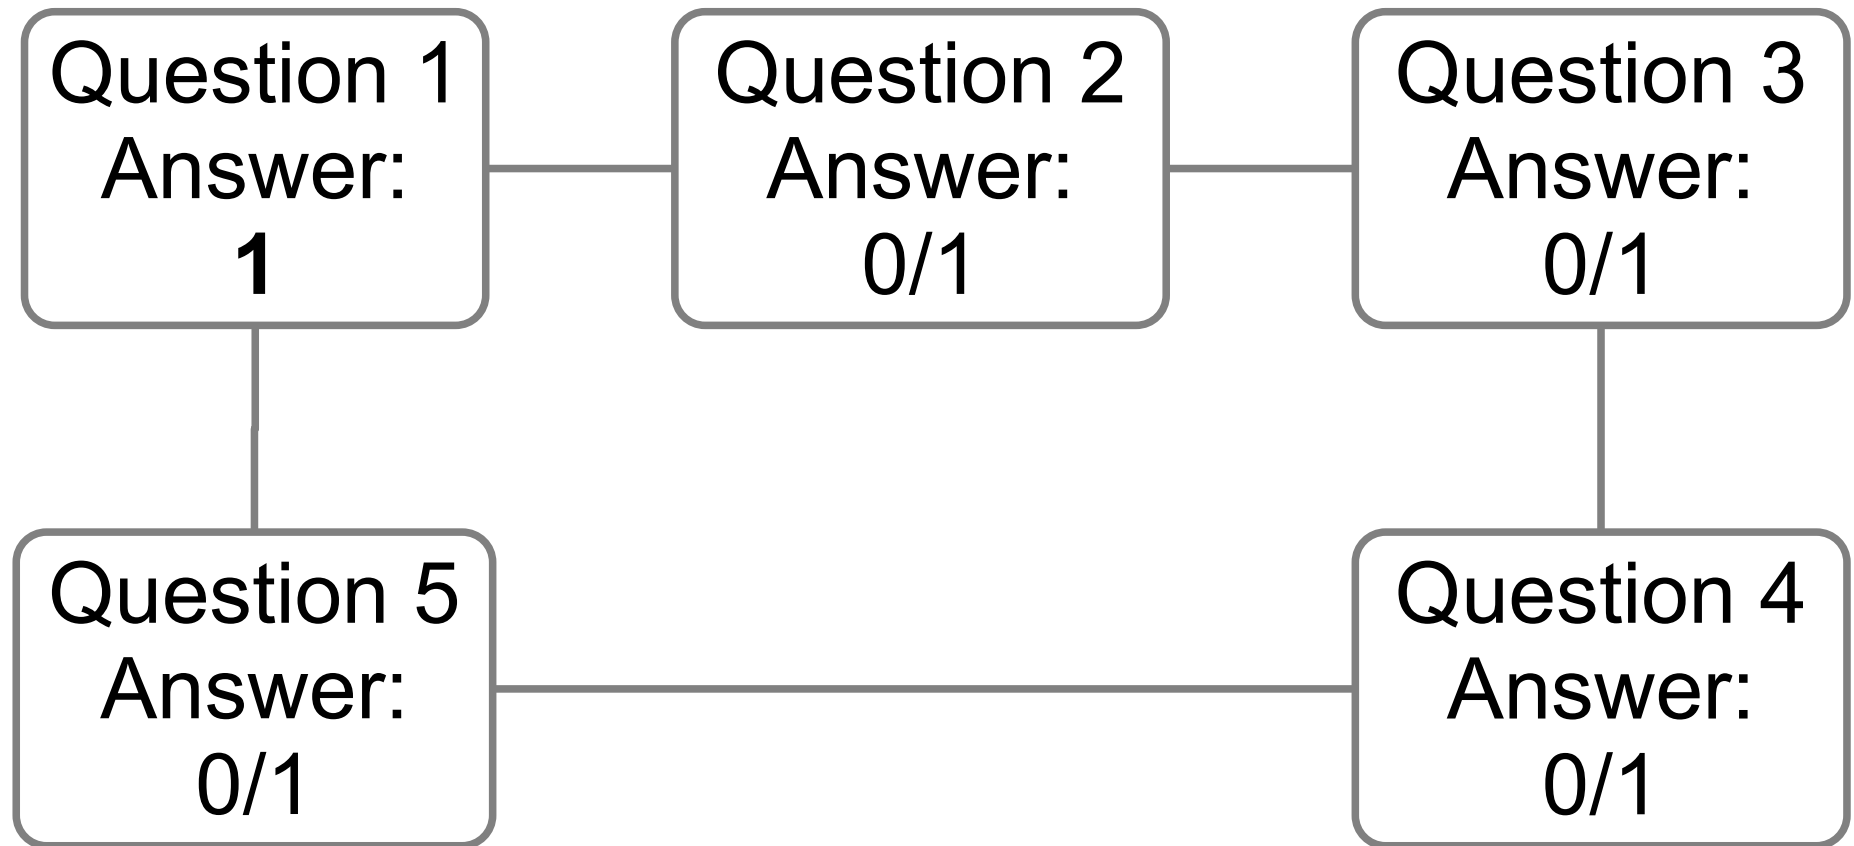 Question 1
Answer:
1
Question 2
Answer:
0/1
Question 3
Answer:
0/1
Question 5
Answer:
0/1
Question 4
Answer:
0/1